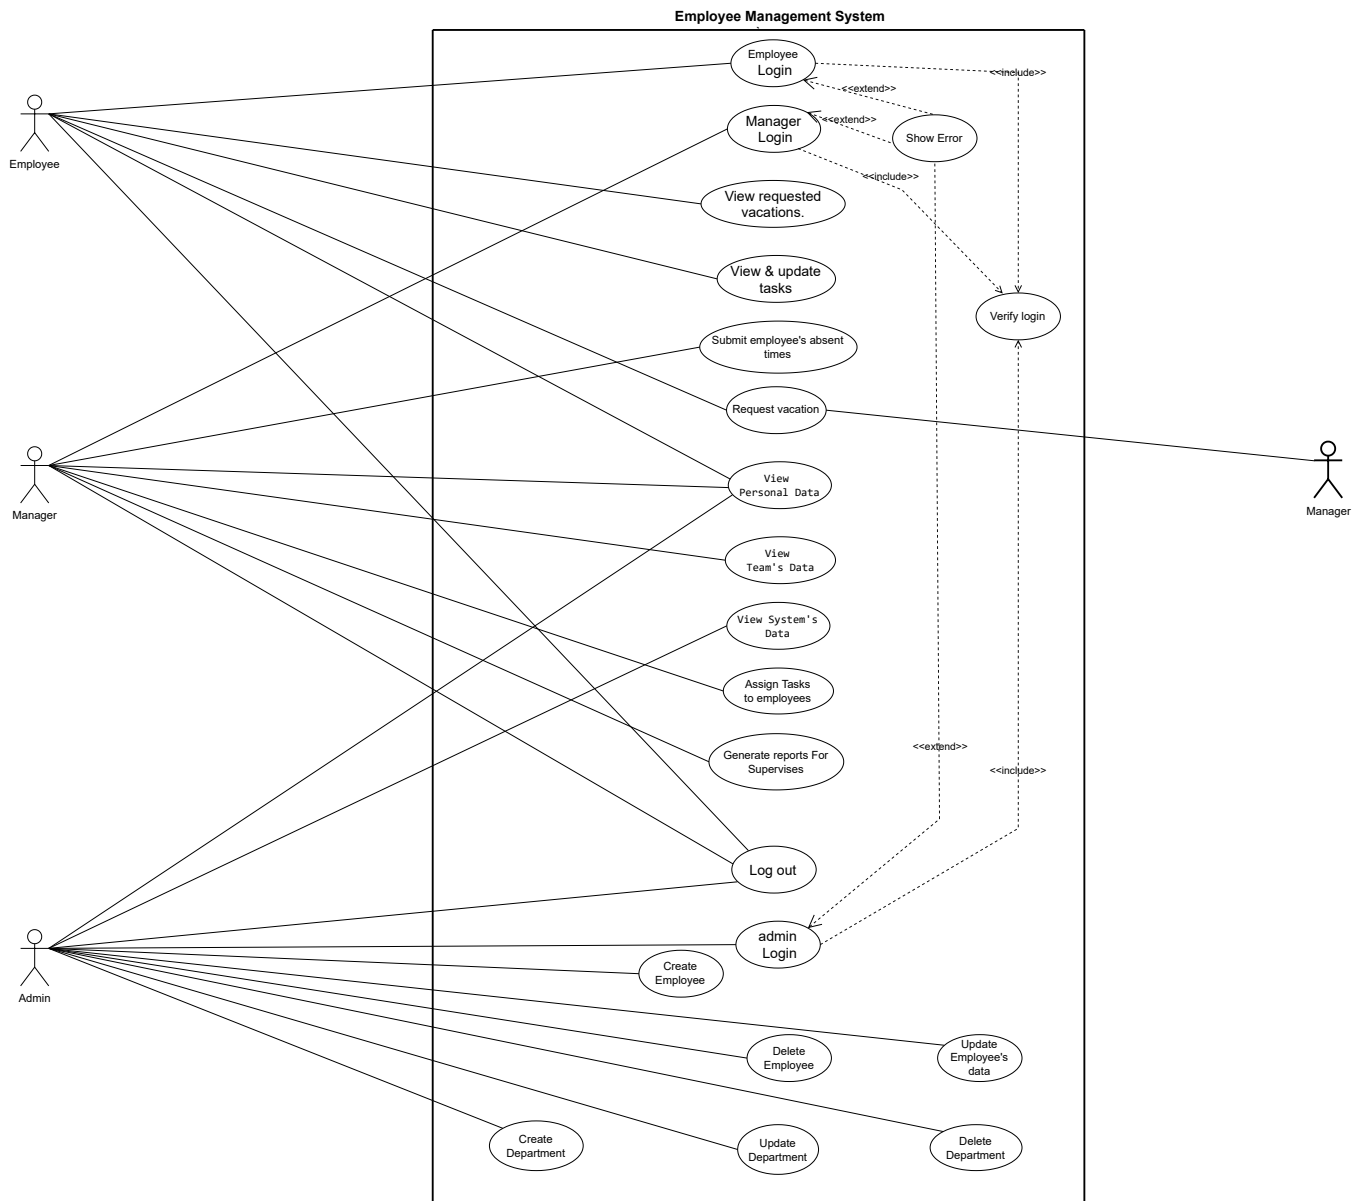 Employee Management System
Employee
Login
<<include>>
<<extend>>
Manager
Login
<<extend>>
Show Error
Employee
<<include>>
View requested
vacations.
View & update
tasks
Verify login
Submit employee's absent
times
Request vacation
View
Personal Data
Manager
Manager
View
Team's Data
View System's
Data
Assign Tasks
to employees
<<extend>>
Generate reports For
Supervises
<<include>>
Log out
admin
Login
Create
Employee
Admin
Delete
Employee
Update
Employee's
data
Create
Department
Update
Department
Delete
Department